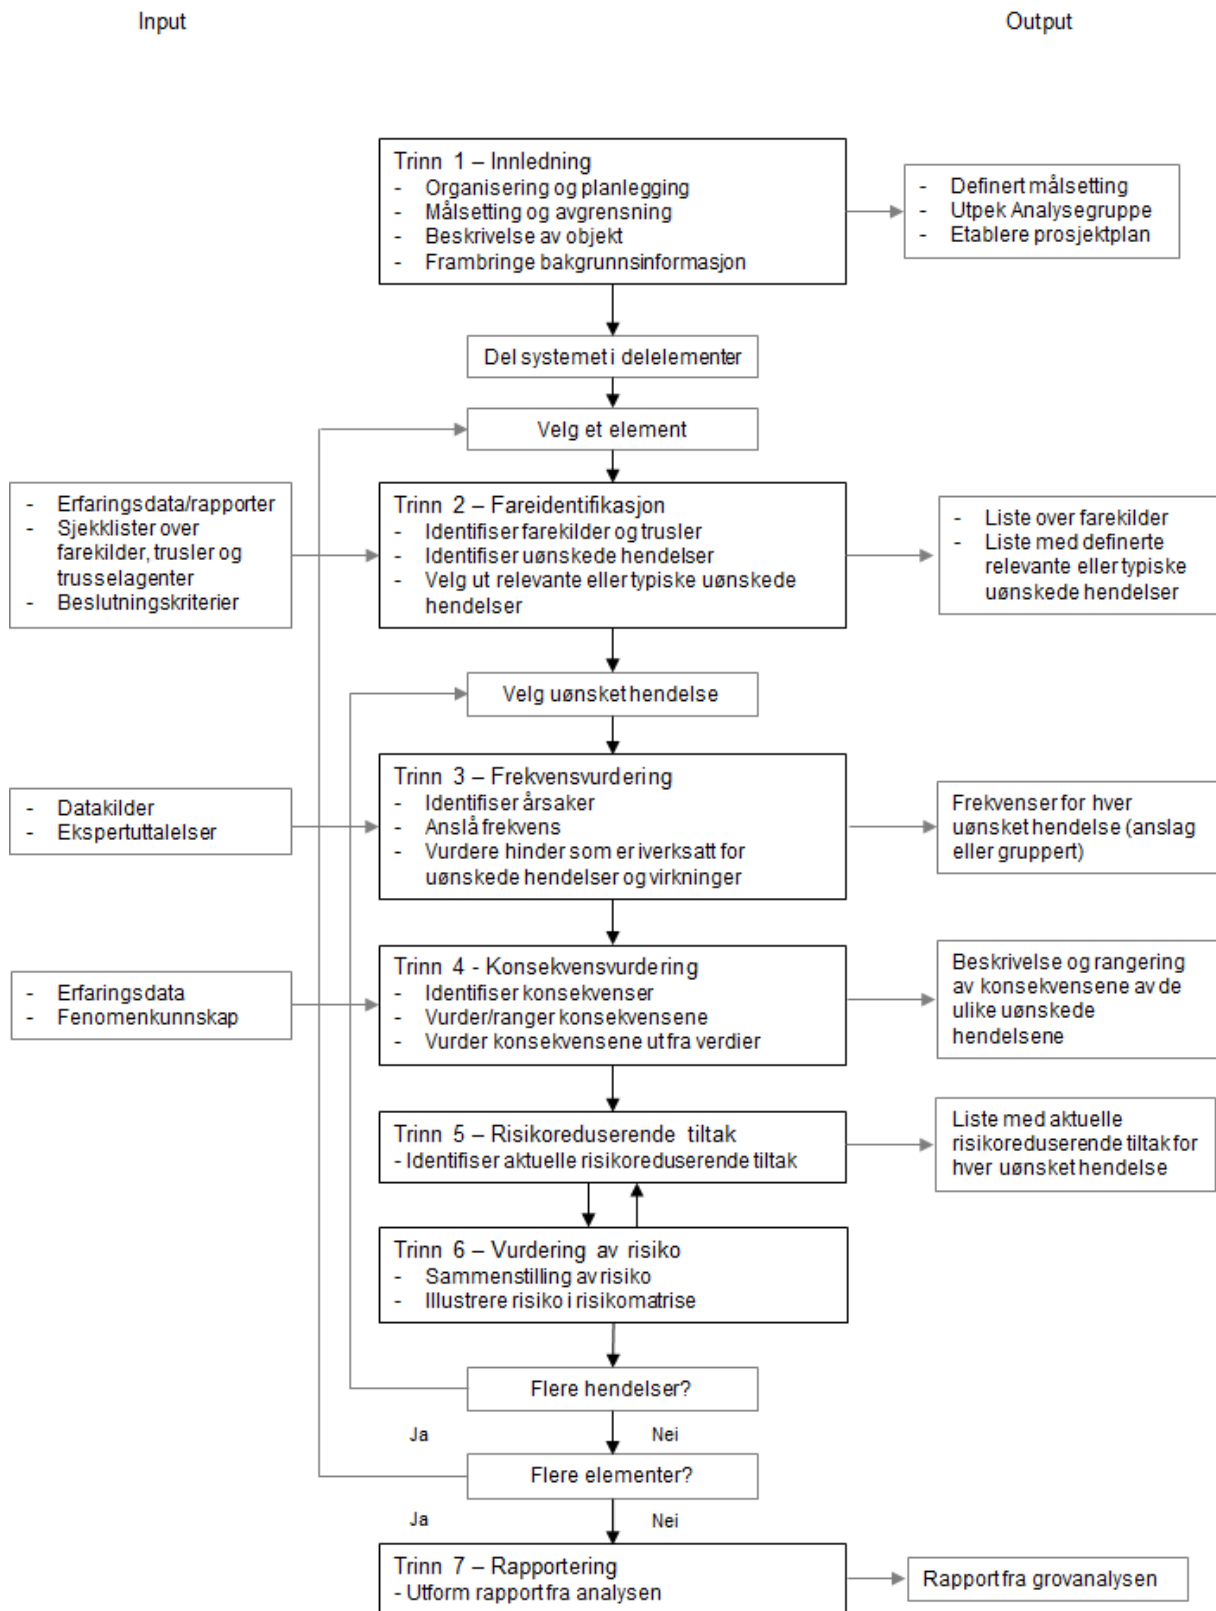 Input
Output
Trinn 1 – Innledning
- Organisering og planlegging
- Målsetting og avgrensning
- Beskrivelse av objekt
- Frambringe bakgrunnsinformasjon
- Definert målsetting
- Utpek Analysegruppe
- Etablere prosjektplan
Del systemet i delelementer
Velg et element
- Erfaringsdata/rapporter
- Sjekklister over
farekilder, trusler og
trusselagenter
- Beslutningskriterier
Trinn 2 – Fareidentifikasjon
- Identifiser farekilder og trusler
- Identifiser uønskede hendelser
- Velg ut relevante eller typiske uønskede
hendelser
- Liste over farekilder
- Liste med definerte
relevante eller typiske
uønskede hendelser
Velg uønsket hendelse
- Datakilder
- Ekspertuttalelser
Trinn 3 – Frekvensvurdering
- Identifiser årsaker
- Anslå frekvens
- Vurdere hinder som er iverksatt for
uønskede hendelser og virkninger
Frekvenser for hver
uønsket hendelse (anslag
eller gruppert)
- Erfaringsdata
- Fenomenkunnskap
Trinn 4 - Konsekvensvurdering
- Identifiser konsekvenser
- Vurder/ranger konsekvensene
- Vurder konsekvensene ut fra verdier
Beskrivelse og rangering
av konsekvensene av de
ulike uønskede
hendelsene
Trinn 5 – Risikoreduserende tiltak
- Identifiser aktuelle risikoreduserende tiltak
Liste med aktuelle
risikoreduserende tiltak for
hver uønsket hendelse
Trinn 6 – Vurdering av risiko
- Sammenstilling av risiko
- Illustrere risiko i risikomatrise
Flere hendelser?
Ja
Nei
Flere elementer?
Ja
Nei
Trinn 7 – Rapportering
- Utform rapport fra analysen
Rapport fra grovanalysen